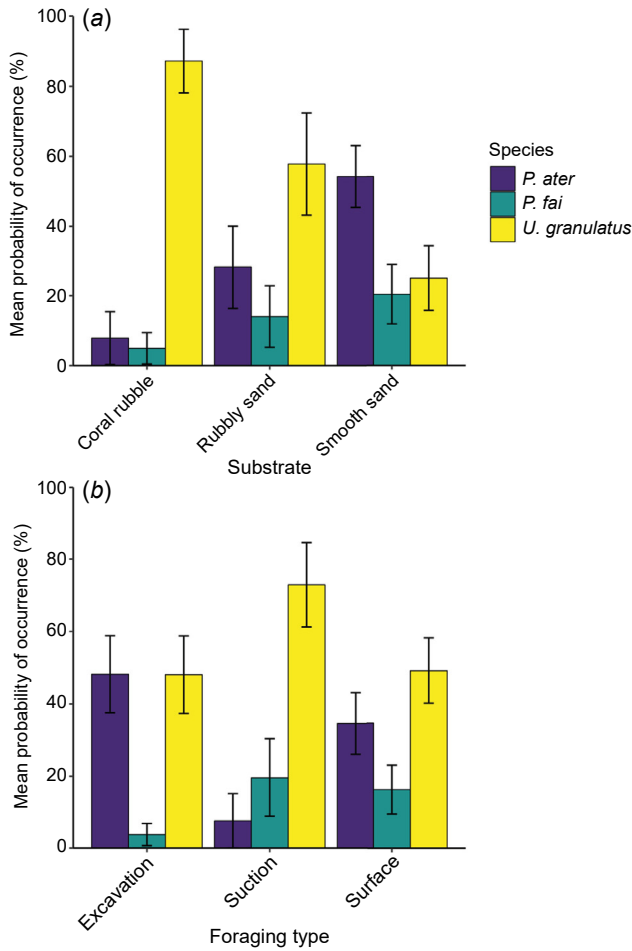 (a)
Mean probability of occurrence (%)
100
80
60
40
20
0
Coral rubble
Rubbly sand
Smooth sand
Substrate
Species
P. ater
P. fai
U. granulatus
(b)
Mean probability of occurrence (%)
100
80
60
40
20
0
Excavation
Suction
Surface
Foraging type